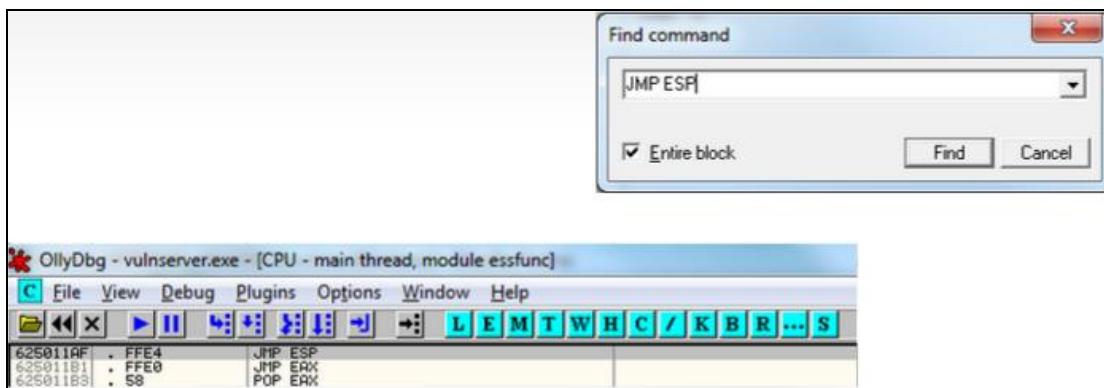 Find command
JMP ESP
Entire block
Find
Cancel
OllyDbg - vulnserver.exe - [CPU - main thread, module essfunc]
C File View Debug Plugins Options Window Help
L E M T W H C / K B R ... S
625011AF . FFE4 JMP ESP
625011B1 . FFE0 JMP EAX
625011B3 . 58 POP EAX